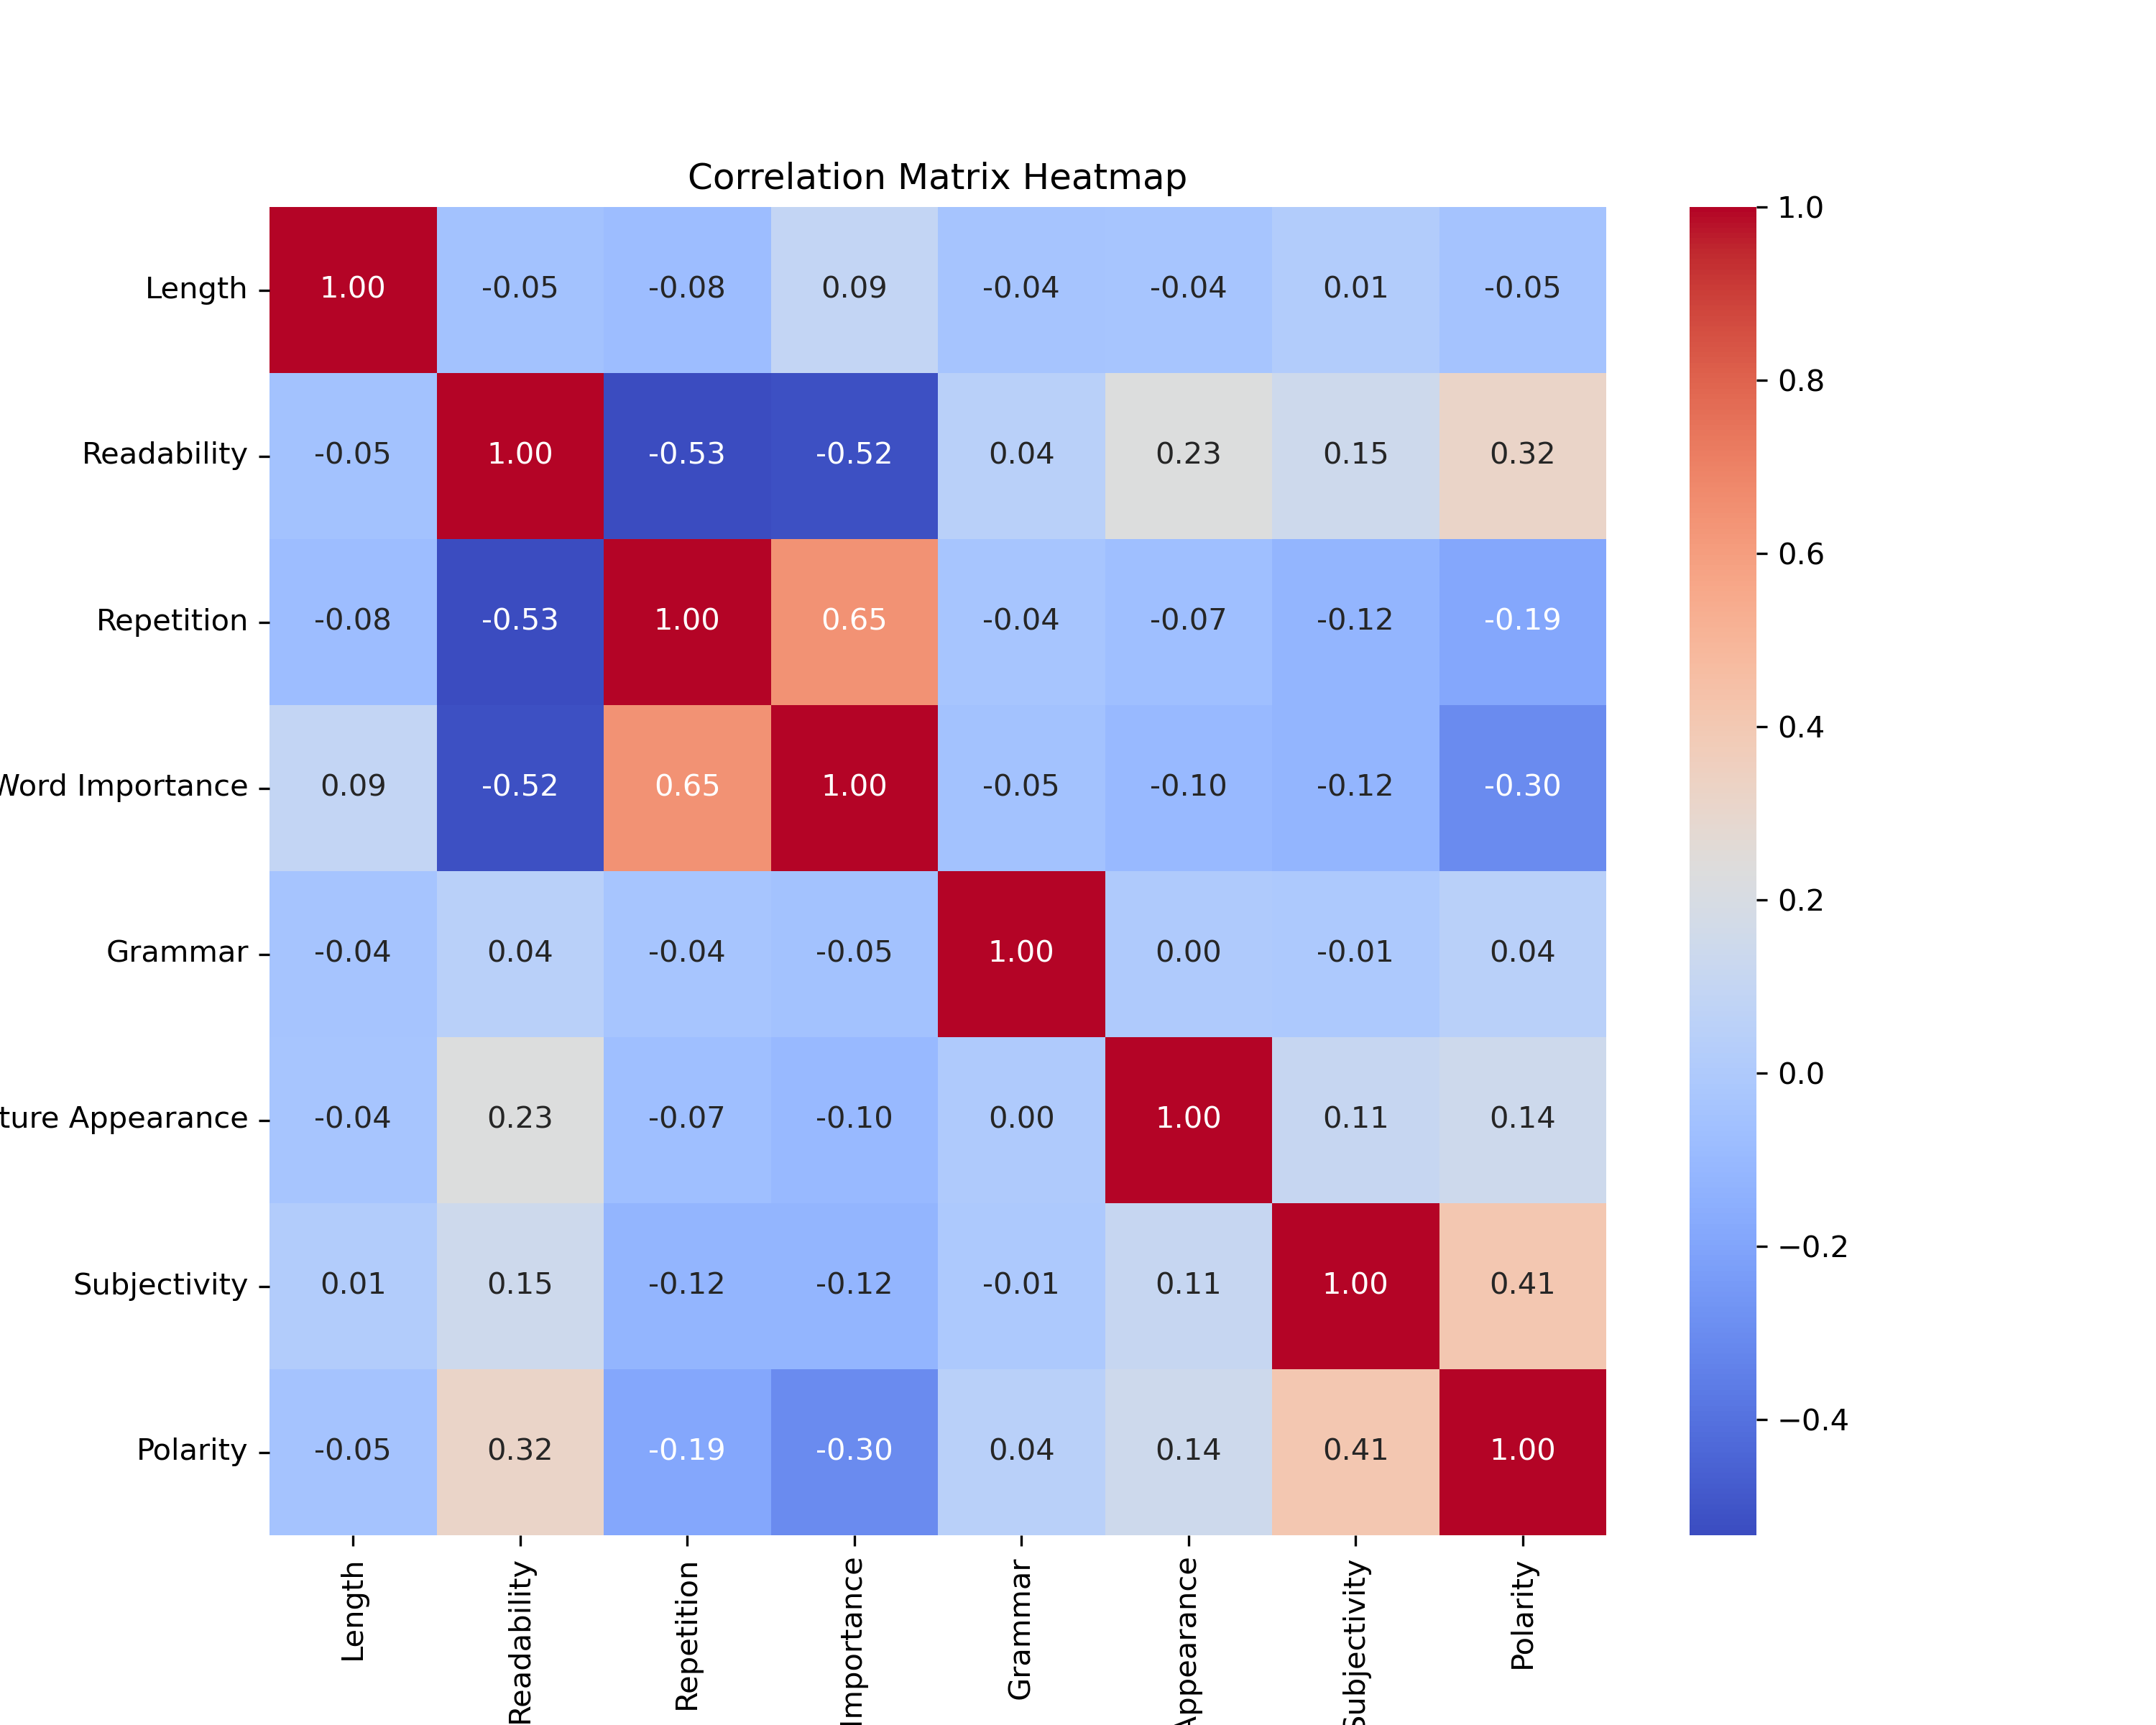 Correlation Matrix Heatmap
Length 1.00 -0.05 -0.08 0.09 -0.04 -0.04 0.01 -0.05
Readability -0.05 1.00 -0.53 -0.52 0.04 0.23 0.15 0.32
Repetition -0.08 -0.53 1.00 0.65 -0.04 -0.07 -0.12 -0.19
Word Importance 0.09 -0.52 0.65 1.00 -0.05 -0.10 -0.12 -0.30
Grammar -0.04 0.04 -0.04 -0.05 1.00 0.00 -0.01 0.04
ture Appearance -0.04 0.23 -0.07 -0.10 0.00 1.00 0.11 0.14
Subjectivity 0.01 0.15 -0.12 -0.12 -0.01 0.11 1.00 0.41
Polarity -0.05 0.32 -0.19 -0.30 0.04 0.14 0.41 1.00
Length
Readability
Repetition
Importance
Grammar
Appearance
Subjectivity
Polarity
1.0
0.8
0.6
0.4
0.2
0.0
−0.2
−0.4